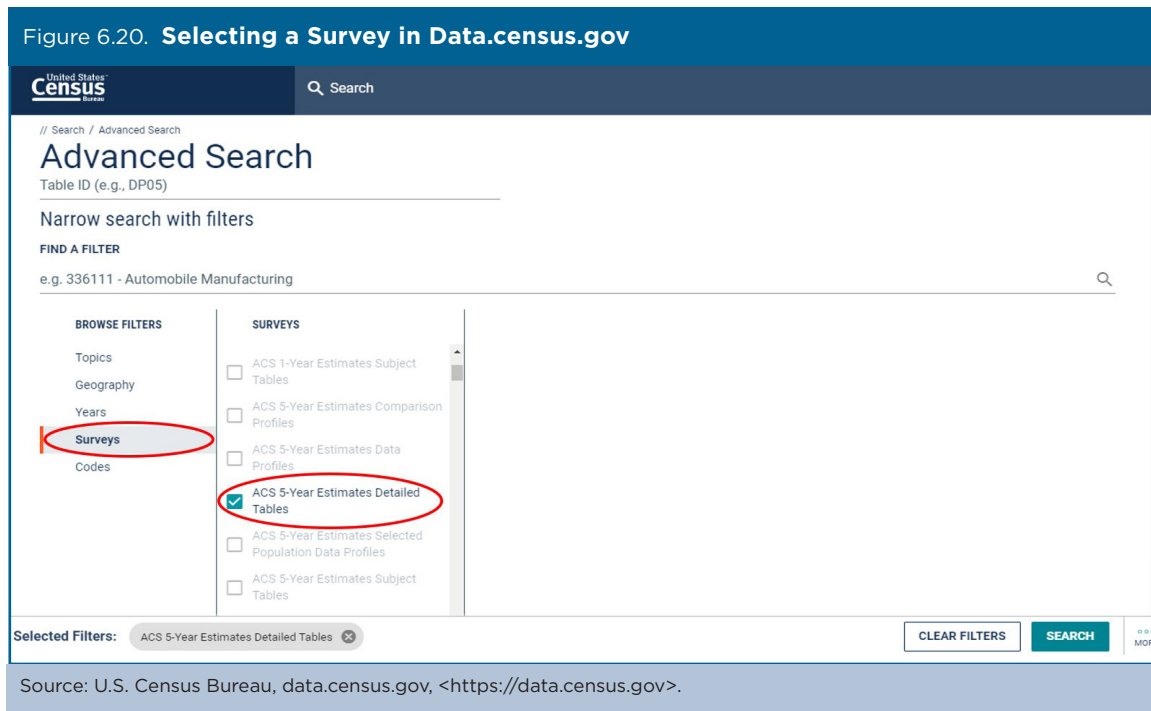 Figure 6.20. Selecting a Survey in Data.census.gov
United States™
Census
Bureau
Search
// Search / Advanced Search
Advanced Search
Table ID (e.g., DP05)
Narrow search with filters
FIND A FILTER
e.g. 336111 - Automobile Manufacturing
BROWSE FILTERS
Topics
Geography
Years
Surveys
Codes
SURVEYS
ACS 1-Year Estimates Subject
Tables
ACS 5-Year Estimates Comparison
Profiles
ACS 5-Year Estimates Data
Profiles
ACS 5-Year Estimates Detailed
Tables
ACS 5-Year Estimates Selected
Population Data Profiles
ACS 5-Year Estimates Subject
Tables
Selected Filters: ACS 5-Year Estimates Detailed Tables
CLEAR FILTERS
SEARCH
Source: U.S. Census Bureau, data.census.gov, <https://data.census.gov>.